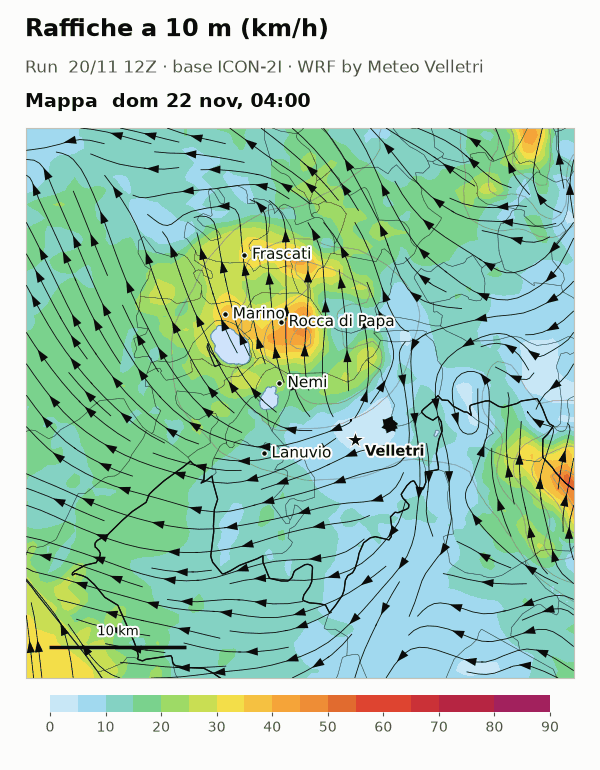 Raffiche a 10 m (km/h)
Run 20/11 12Z · base ICON-2I · WRF by Meteo Velletri
Mappa dom 22 nov, 04:00
Frascati
Marino
Rocca di Papa
Nemi
Lanuvio
Velletri
10 km
0 10 20 30 40 50 60 70 80 90